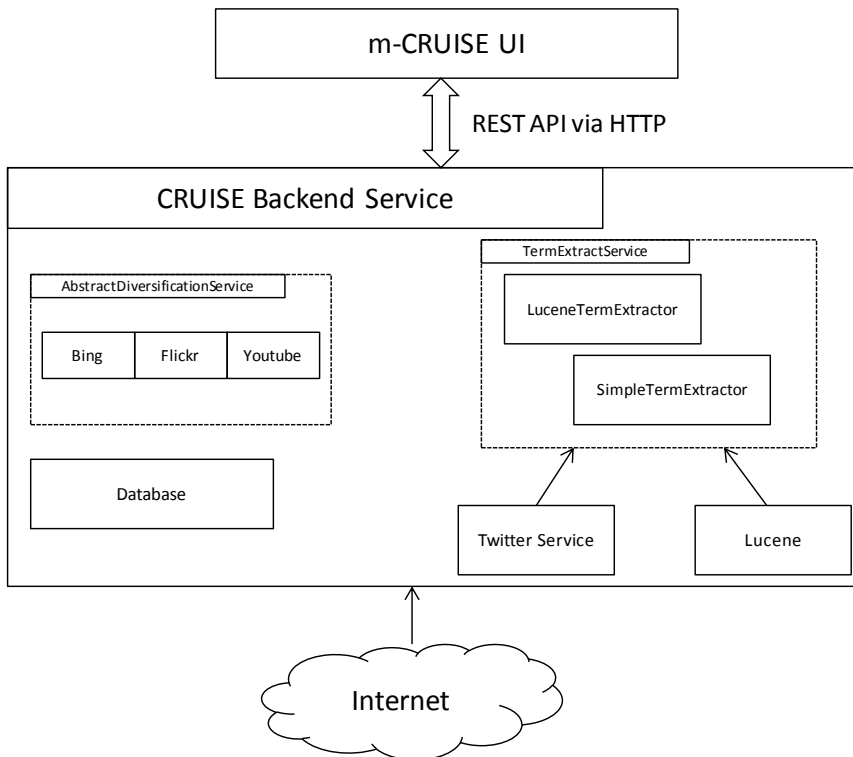 m-CRUISE UI
REST API via HTTP
CRUISE Backend Service
AbstractDiversificationService
Bing
Flickr
Youtube
Database
TermExtractService
LuceneTermExtractor
SimpleTermExtractor
Twitter Service
Lucene
Internet